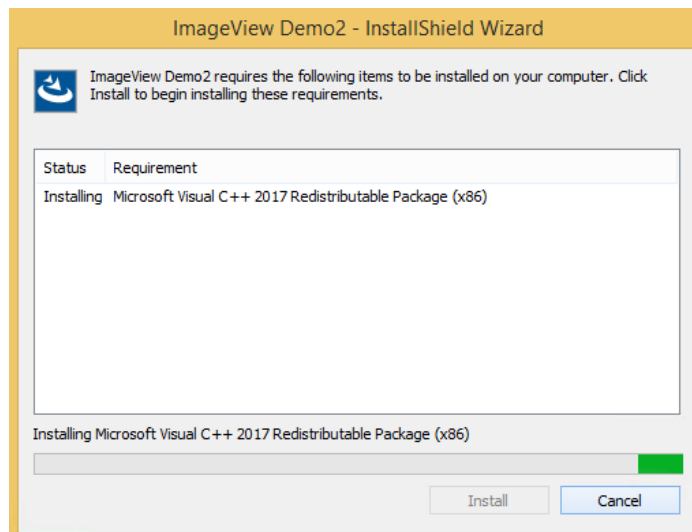 ImageView Demo2 - InstallShield Wizard
ImageView Demo2 requires the following items to be installed on your computer. Click
Install to begin installing these requirements.
Status Requirement
Installing Microsoft Visual C++ 2017 Redistributable Package (x86)
Installing Microsoft Visual C++ 2017 Redistributable Package (x86)
Install Cancel